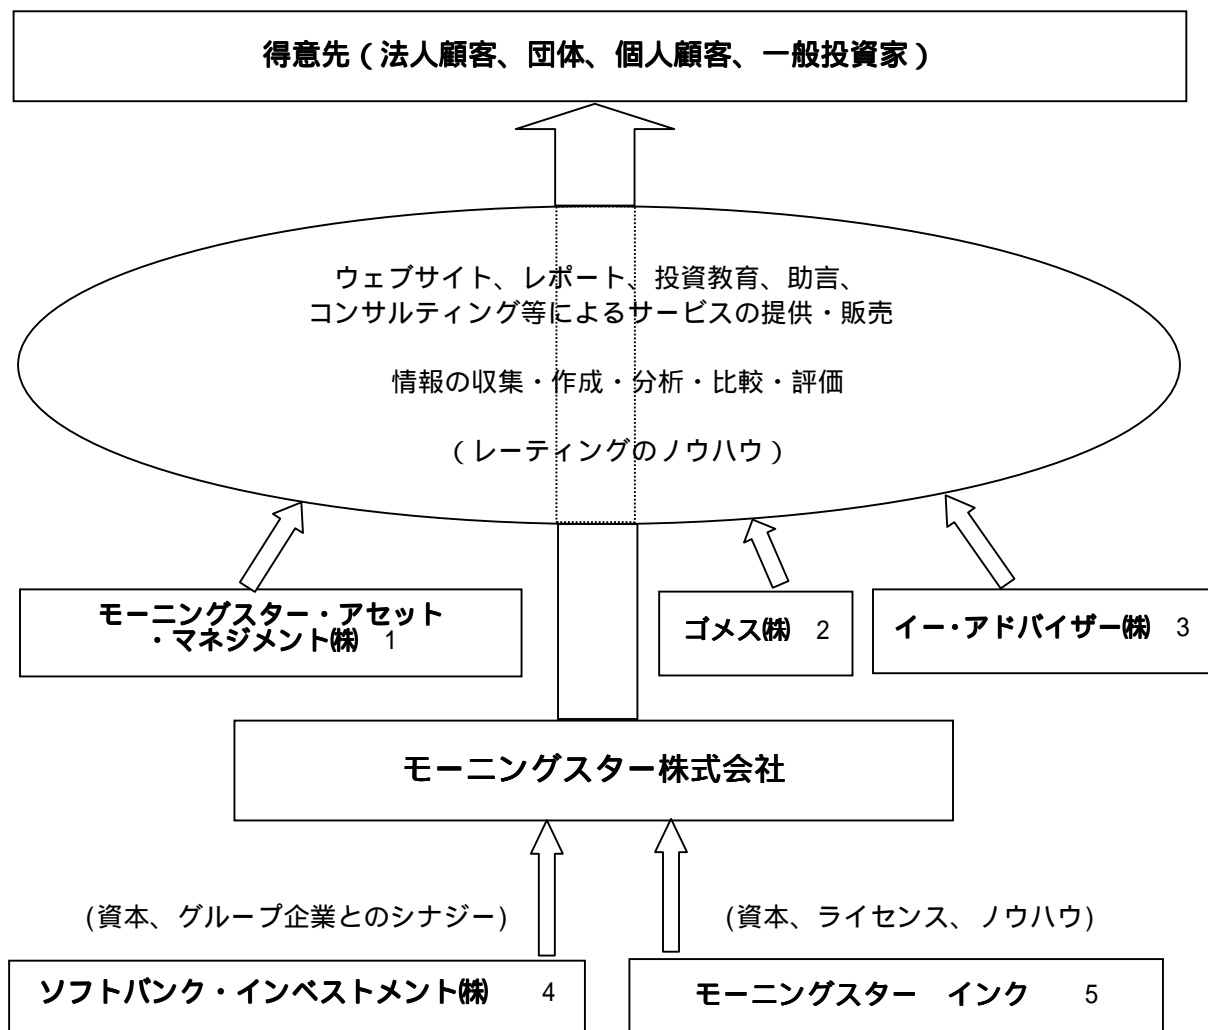 得意先(法人顧客、団体、個人顧客、一般投資家)
ウェブサイト、レポート、投資教育、助言、
コンサルティング等によるサービスの提供・販売
情報の収集・作成・分析・比較・評価
(レーティングのノウハウ)
モーニングスター・アセット
・マネジメント㈱ 1
ゴメス㈱ 2
イー・アドバイザー㈱ 3
モーニングスター株式会社
(資本、グループ企業とのシナジー)
(資本、ライセンス、ノウハウ)
ソフトバンク・インベストメント㈱ 4
モーニングスター インク 5